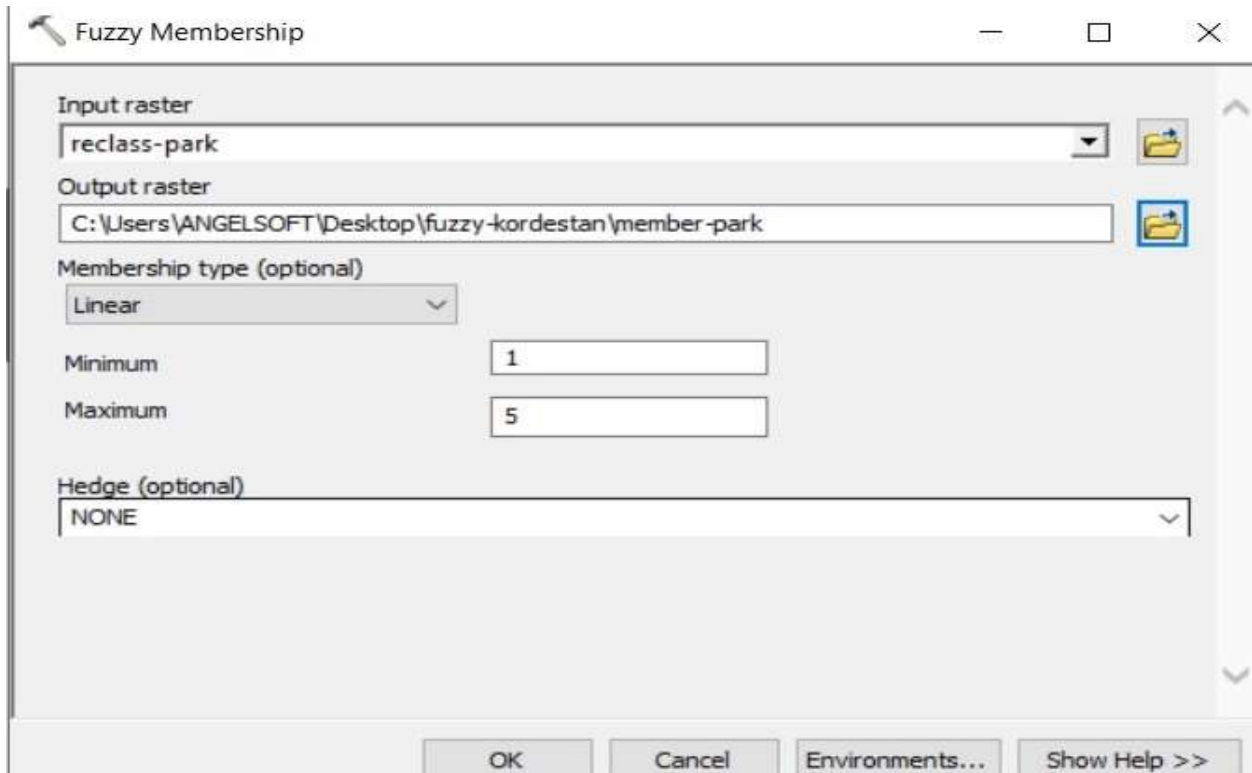 Fuzzy Membership
Input raster
reclass-park
Output raster
C:\Users\ANGELSOFT\Desktop\fuzzy-kordestan\member-park
Membership type (optional)
Linear
Minimum
1
Maximum
5
Hedge (optional)
NONE
OK Cancel Environments... Show Help >>